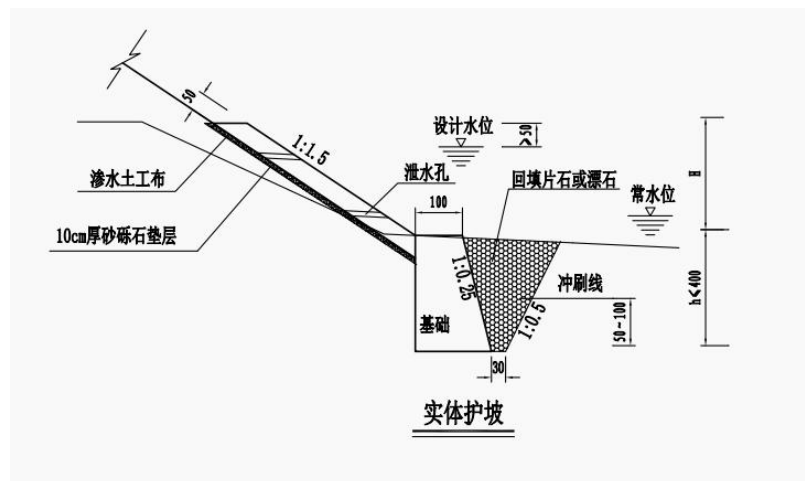 50
1:1.5
设计水位
≥50
渗水土工布
泄水孔
回填片石或漂石
常水位
H
100
10cm厚砂砾石垫层
1:0.25
冲刷线
h≤400
基础
1:0.5
50~100
30
实体护坡